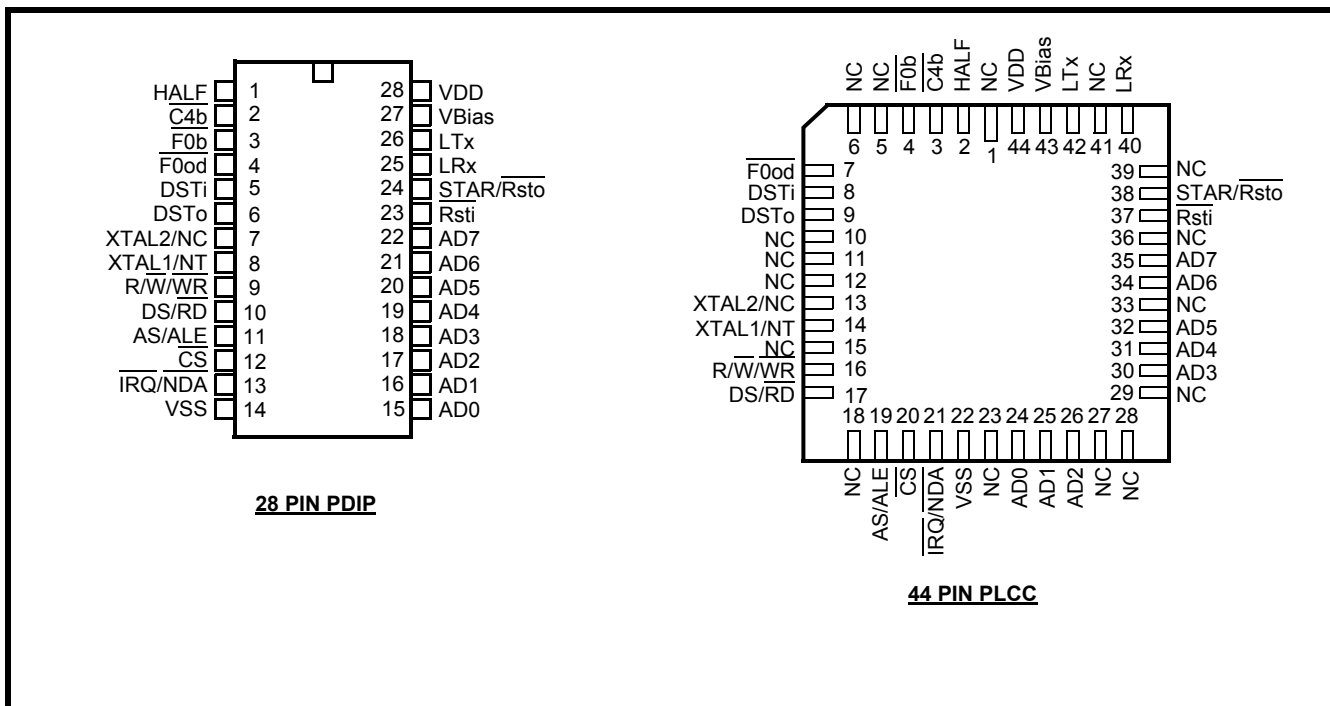 HALF 1 28 VDD
C4b 2 27 VBias
F0b 3 26 LTx
F0od 4 25 LRx
DSTi 5 24 STAR/Rsto
DSTo 6 23 Rsti
XTAL2/NC 7 22 AD7
XTAL1/NT 8 21 AD6
R/W/WR 9 20 AD5
DS/RD 10 19 AD4
AS/ALE 11 18 AD3
CS 12 17 AD2
IRQ/NDA 13 16 AD1
VSS 14 15 AD0
28 PIN PDIP
NC NC F0b C4b HALF NC VDD VBias LTx NC LRx
6 5 4 3 2 1 44 43 42 41 40
F0od 7 39 NC
DSTi 8 38 STAR/Rsto
DSTo 9 37 Rsti
NC 10 36 NC
NC 11 35 AD7
NC 12 34 AD6
XTAL2/NC 13 33 NC
XTAL1/NT 14 32 AD5
NC 15 31 AD4
R/W/WR 16 30 AD3
DS/RD 17 29 NC
18 19 20 21 22 23 24 25 26 27 28
NC AS/ALE CS IRQ/NDA VSS NC AD0 AD1 AD2 NC NC
44 PIN PLCC